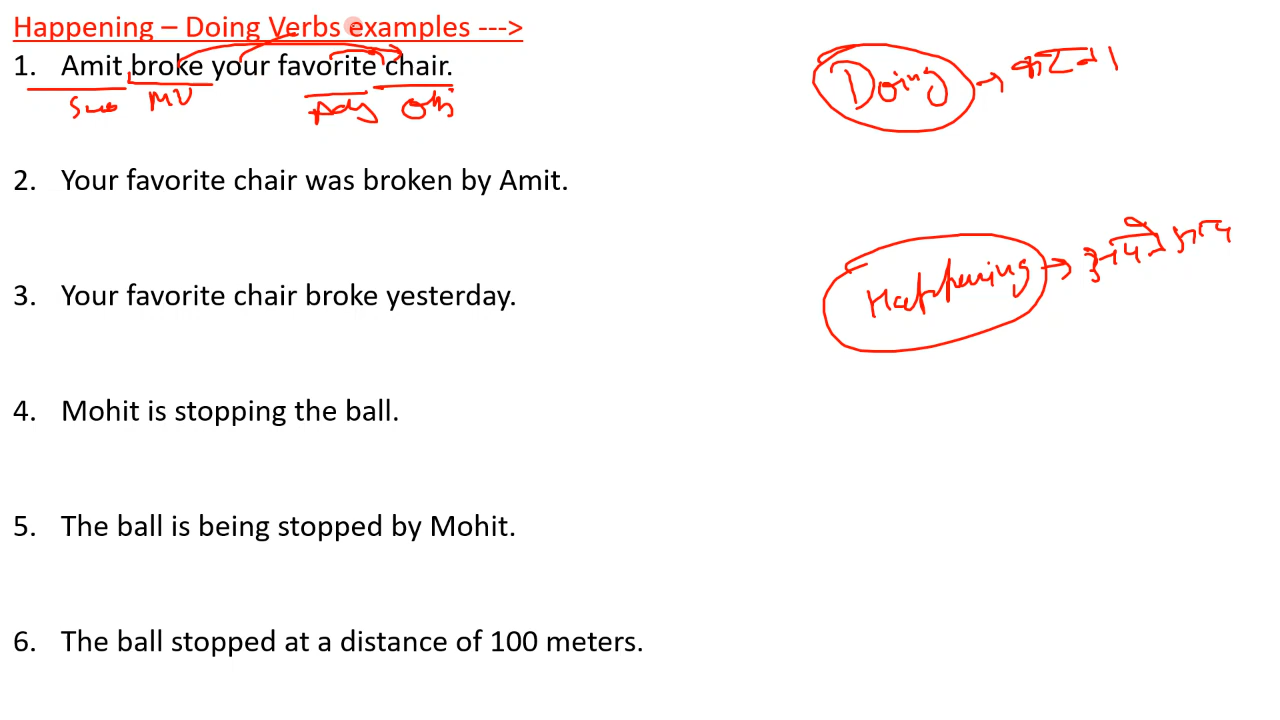 Happening – Doing Verbs examples --->
1. Amit broke your favorite chair.
Sub MV Adj Obj
Doing → करना
2. Your favorite chair was broken by Amit.
Happening →
3. Your favorite chair broke yesterday.
4. Mohit is stopping the ball.
5. The ball is being stopped by Mohit.
6. The ball stopped at a distance of 100 meters.